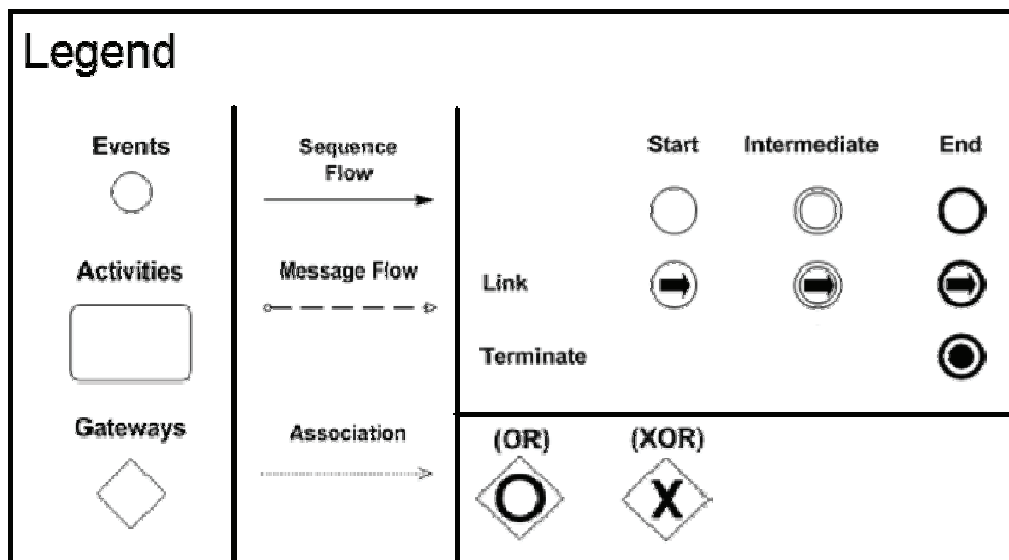 Legend
Events
Activities
Gateways
Sequence
Flow
Message Flow
Association
Start Intermediate End
Link
Terminate
(OR) (XOR)
O X